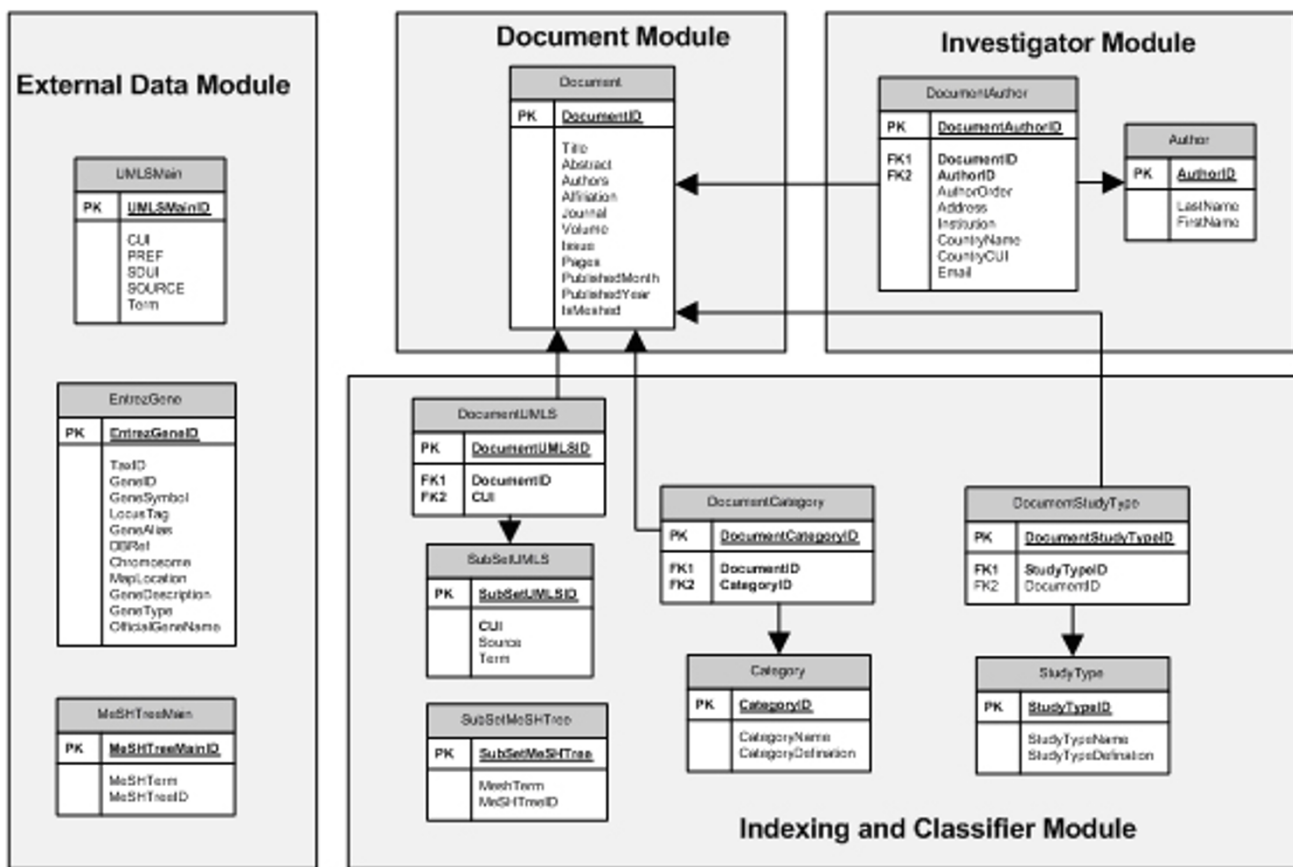 External Data Module
UMLSMain
PK UMLSMainID
CUI
PREF
SDUI
SOURCE
Term
EntrezGene
PK EntrezGeneID
TaxID
GeneID
GeneSymbol
LocusTag
GeneAlias
DBRef
Chromosome
MapLocation
GeneDescription
GeneType
OfficialGeneName
MeSHTreeMain
PK MeSHTreeMainID
MeSHTerm
MeSHTreeID
Document Module
Document
PK DocumentID
Title
Abstract
Authors
Affiliation
Journal
Volume
Issue
Pages
PublishedMonth
PublishedYear
IsMeshed
Investigator Module
DocumentAuthor
PK DocumentAuthorID
FK1 DocumentID
FK2 AuthorID
AuthorOrder
Address
Institution
CountryName
CountryCUI
Email
Author
PK AuthorID
LastName
FirstName
DocumentUMLS
PK DocumentUMLSID
FK1 DocumentID
FK2 CUI
SubSetUMLS
PK SubSetUMLSID
CUI
Source
Term
SubSetMeSHTree
PK SubSetMeSHTree
MeshTerm
MeSHTreeID
DocumentCategory
PK DocumentCategoryID
FK1 DocumentID
FK2 CategoryID
Category
PK CategoryID
CategoryName
CategoryDefination
DocumentStudyType
PK DocumentStudyTypeID
FK1 StudyTypeID
FK2 DocumentID
StudyType
PK StudyTypeID
StudyTypeName
StudyTypeDefination
Indexing and Classifier Module